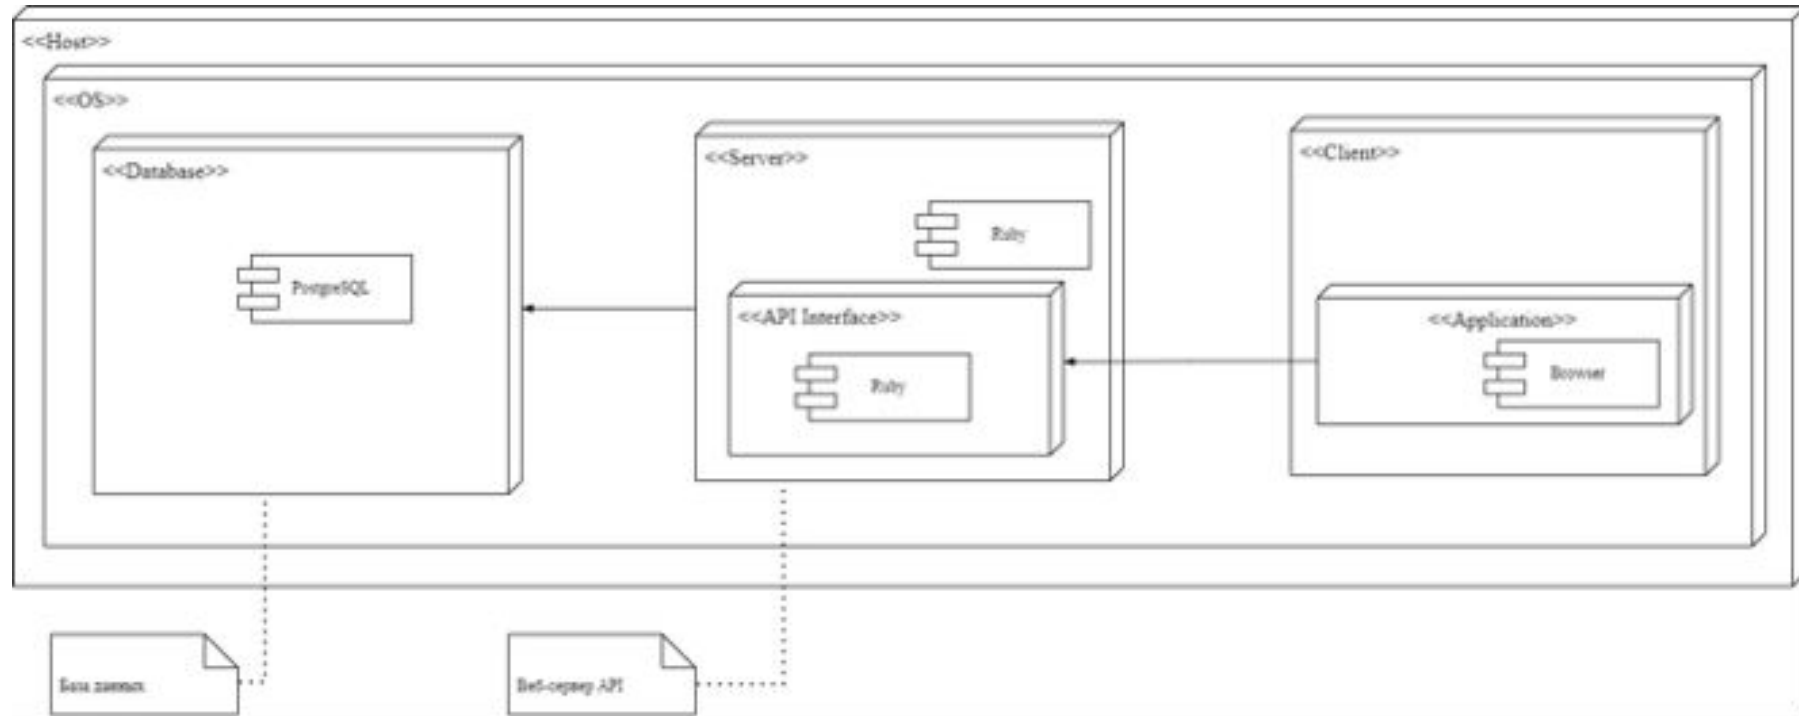 <<Host>>
<<OS>>
<<Database>>
PostgreSQL
<<Server>>
Ruby
<<API Interface>>
Ruby
<<Client>>
<<Application>>
Browser
База данных
Веб-сервер API